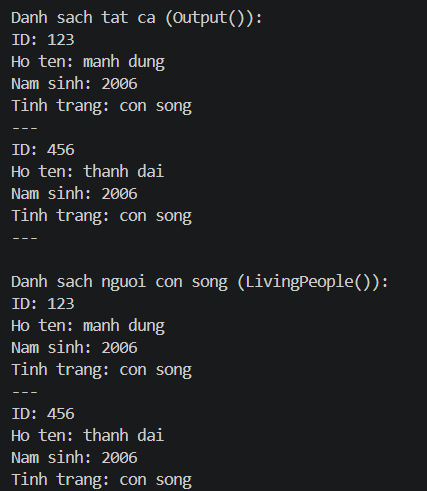 Danh sach tat ca (Output()):
ID: 123
Ho ten: manh dung
Nam sinh: 2006
Tinh trang: con song
---
ID: 456
Ho ten: thanh dai
Nam sinh: 2006
Tinh trang: con song
---
Danh sach nguoi con song (LivingPeople()):
ID: 123
Ho ten: manh dung
Nam sinh: 2006
Tinh trang: con song
---
ID: 456
Ho ten: thanh dai
Nam sinh: 2006
Tinh trang: con song